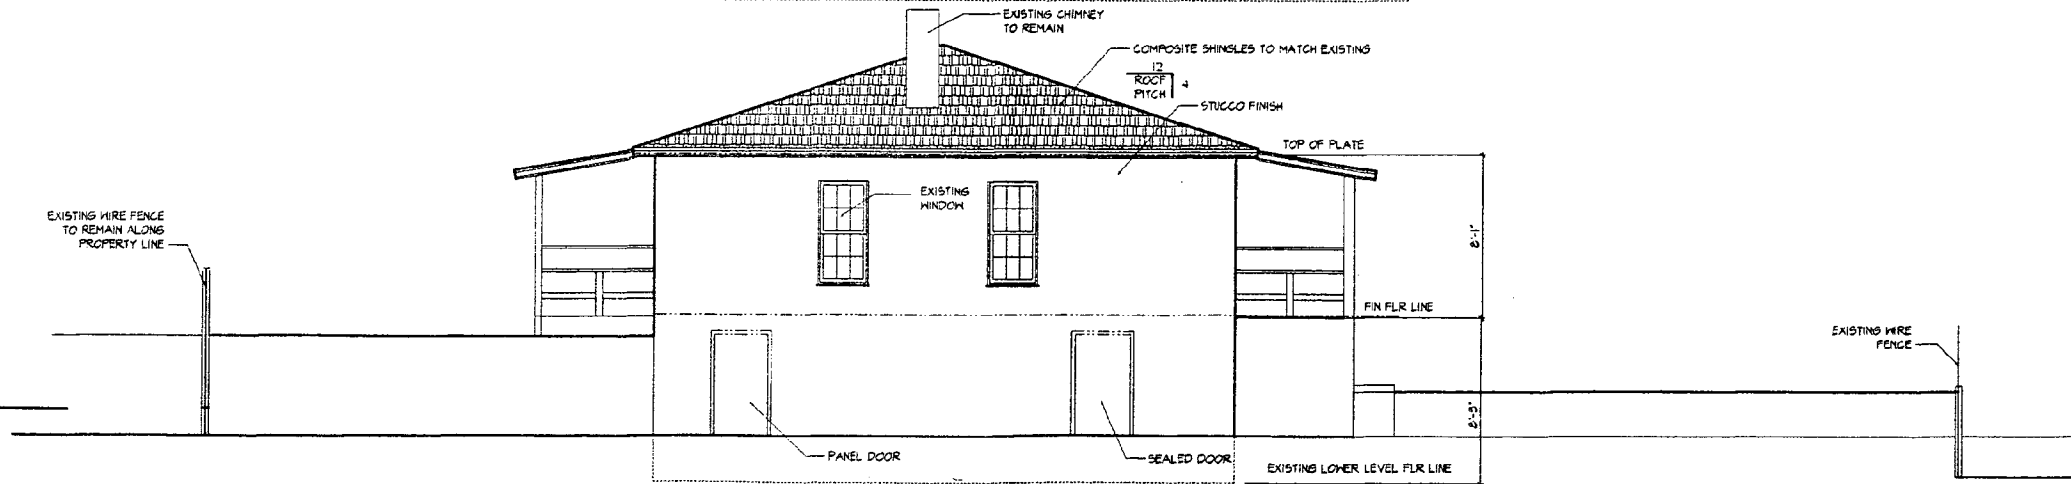 EXISTING CHIMNEY
TO REMAIN
COMPOSITE SHINGLES TO MATCH EXISTING
12
ROOF
PITCH
4
STUCCO FINISH
TOP OF PLATE
EXISTING
WINDOW
EXISTING WIRE FENCE
TO REMAIN ALONG
PROPERTY LINE
8'-1"
FIN FLR LINE
EXISTING WIRE
FENCE
PANEL DOOR
SEALED DOOR
EXISTING LOWER LEVEL FLR LINE